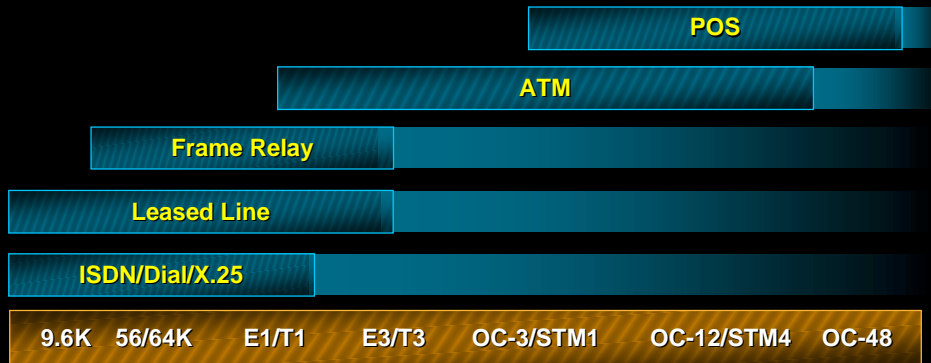 POS
ATM
Frame Relay
Leased Line
ISDN/Dial/X.25
9.6K 56/64K E1/T1 E3/T3 OC-3/STM1 OC-12/STM4 OC-48